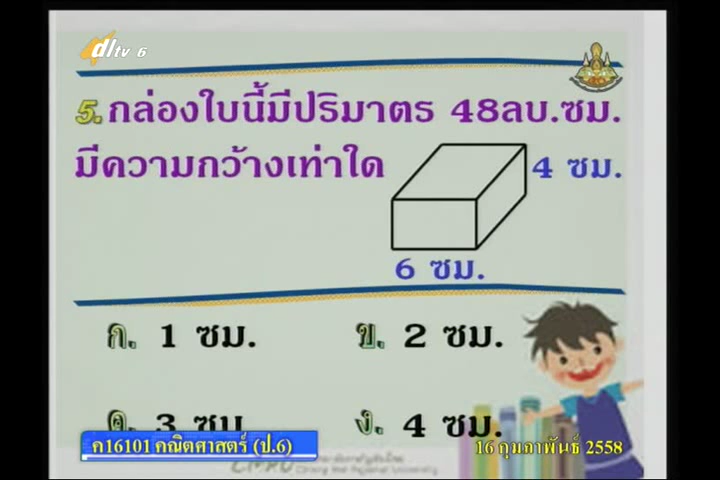 dltv 6
5. กล่องใบนี้มีปริมาตร 48ลบ.ซม.
มีความกว้างเท่าใด
4 ซม.
6 ซม.
ก. 1 ซม.
ข. 2 ซม.
ค. 3 ซม.
ง. 4 ซม.
ค16101 คณิตศาสตร์ (ป.6)
16 กุมภาพันธ์ 2558
Chiang Mai Rajabhat University